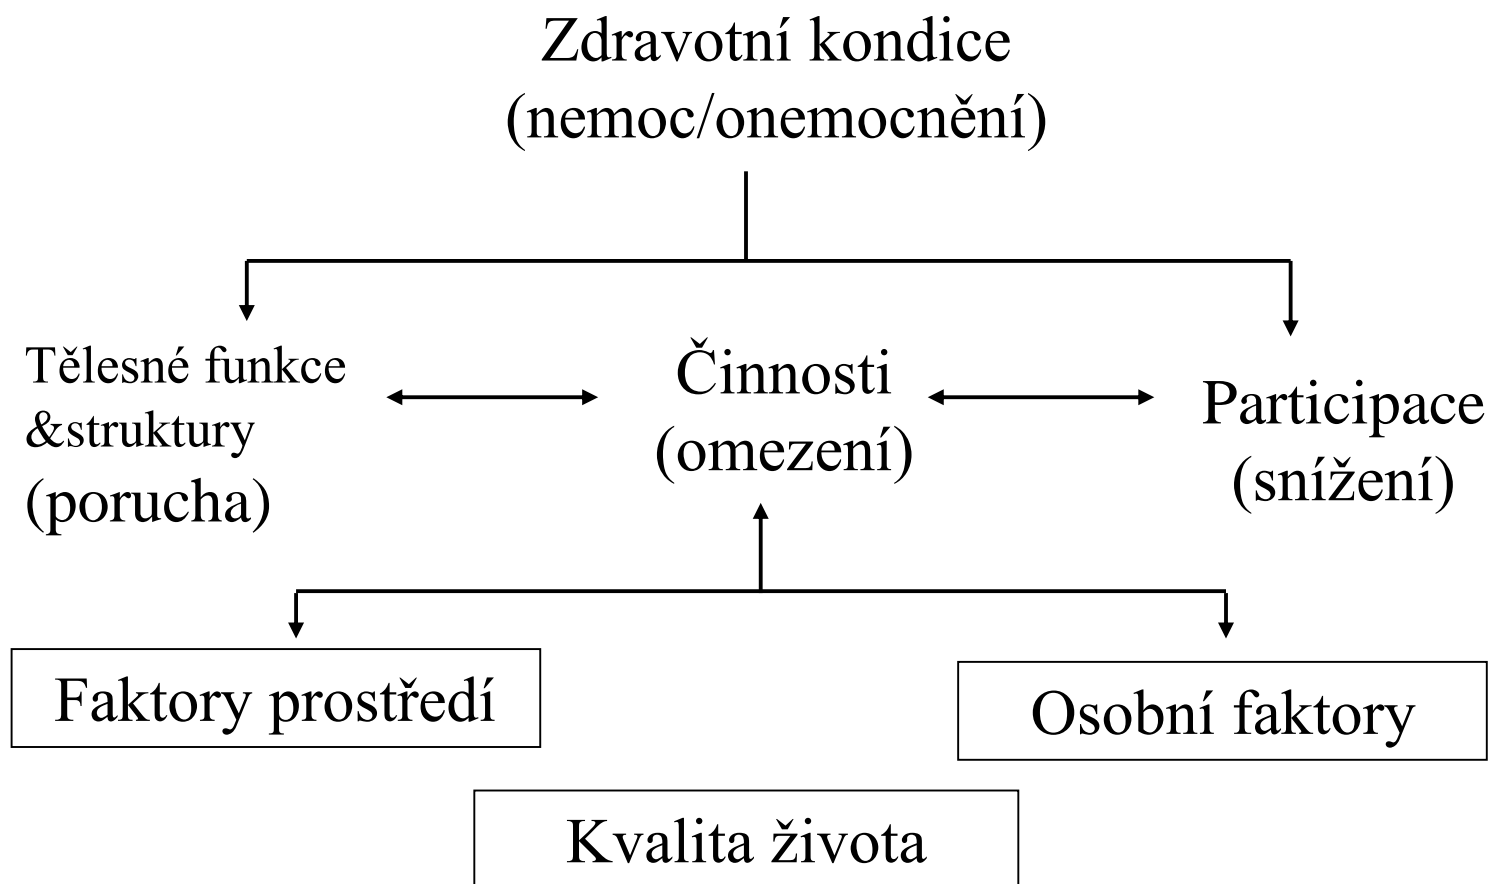 Zdravotní kondice
(nemoc/onemocnění)
Tělesné funkce
&struktury
(porucha)
Činnosti
(omezení)
Participace
(snížení)
Faktory prostředí
Osobní faktory
Kvalita života